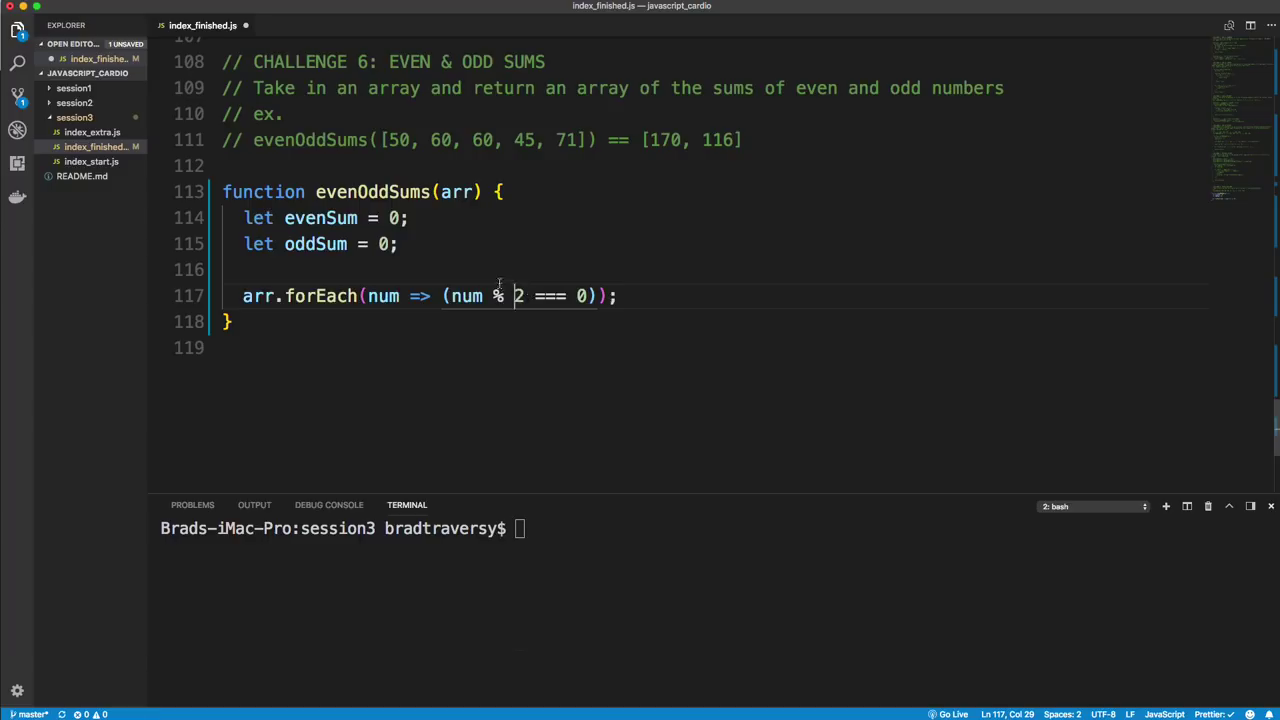 index_finished.js — javascript_cardio
EXPLORER
index_finished.js
OPEN EDITO... 1 UNSAVED
index_finishe... M
JAVASCRIPT_CARDIO
session1
session2
session3
index_extra.js
index_finished... M
index_start.js
README.md
1
1
107
108 // CHALLENGE 6: EVEN & ODD SUMS
109 // Take in an array and return an array of the sums of even and odd numbers
110 // ex.
111 // evenOddSums([50, 60, 60, 45, 71]) == [170, 116]
112
113 function evenOddSums(arr) {
114 let evenSum = 0;
115 let oddSum = 0;
116
117 arr.forEach(num => (num % 2 === 0));
118 }
119
PROBLEMS OUTPUT DEBUG CONSOLE TERMINAL 2: bash
Brads-iMac-Pro:session3 bradtraversy$
master* 0 0 Go Live Ln 117, Col 29 Spaces: 2 UTF-8 LF JavaScript Prettier: ✓